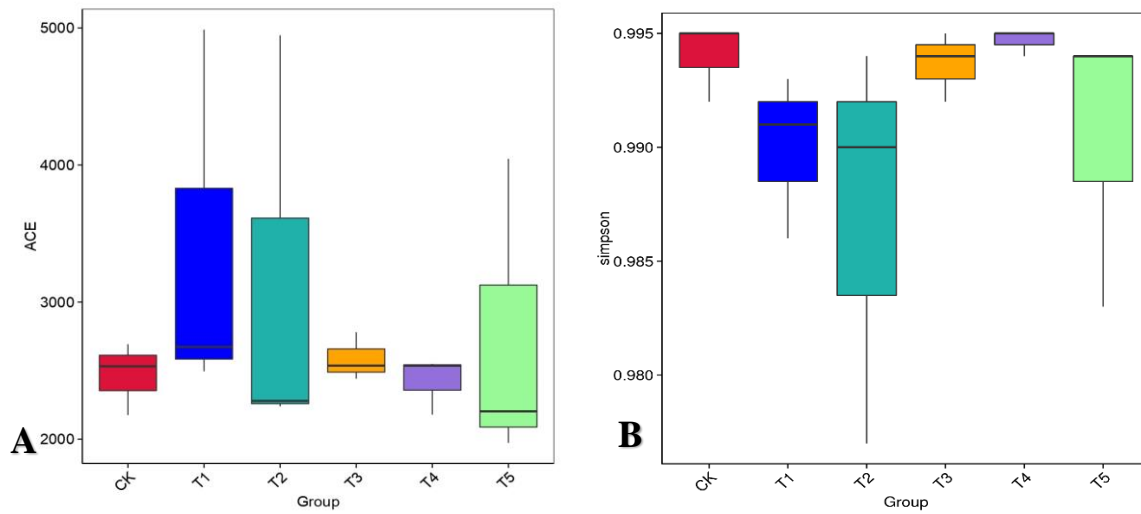 5000
4000
3000
2000
ACE
CK T1 T2 T3 T4 T5
Group
A
0.995
0.990
0.985
0.980
simpson
CK T1 T2 T3 T4 T5
Group
B